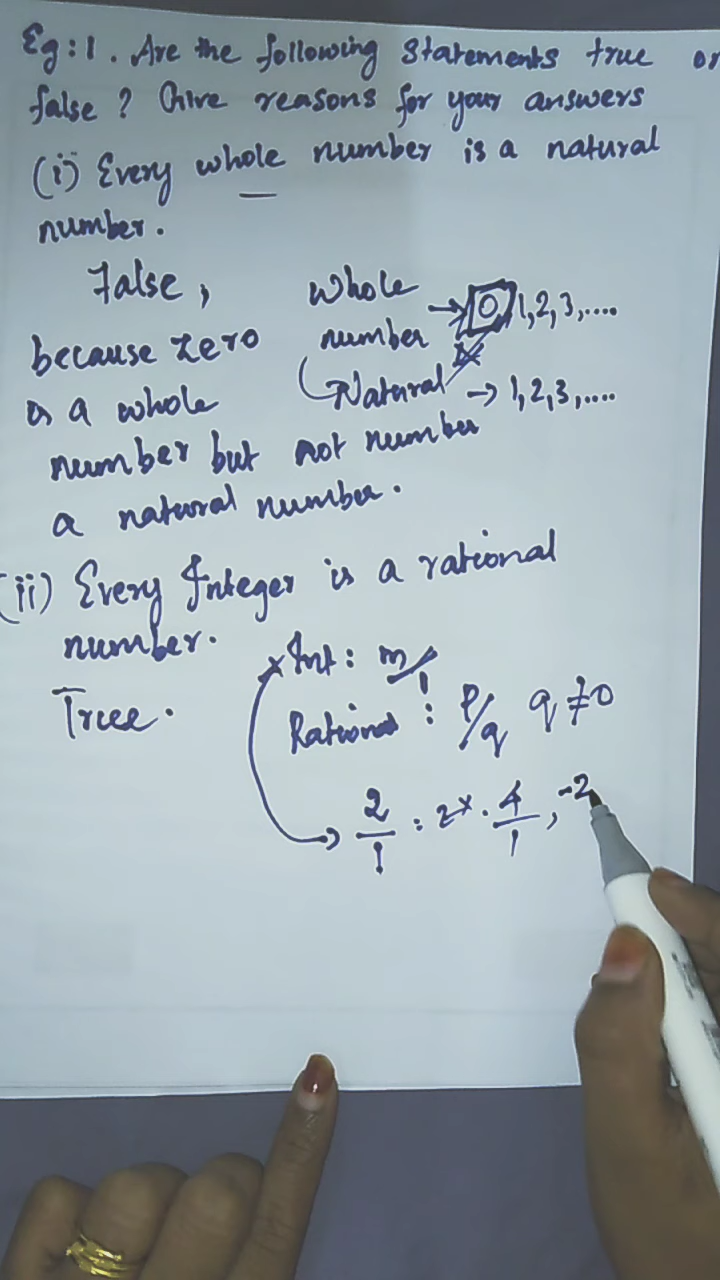 Eg: 1. Are the following statements true or
false? Give reasons for your answers
(i) Every whole number is a natural
number.
False,
because zero
is a whole
number but not
a natural number.
Whole
number → 0 1, 2, 3, ....
Natural → 1, 2, 3, ....
number
(ii) Every Integer is a rational
number.
True.
Int : m/1
Rational : P/q q ≠ 0
2/1 : 2 . 4/1 , -2